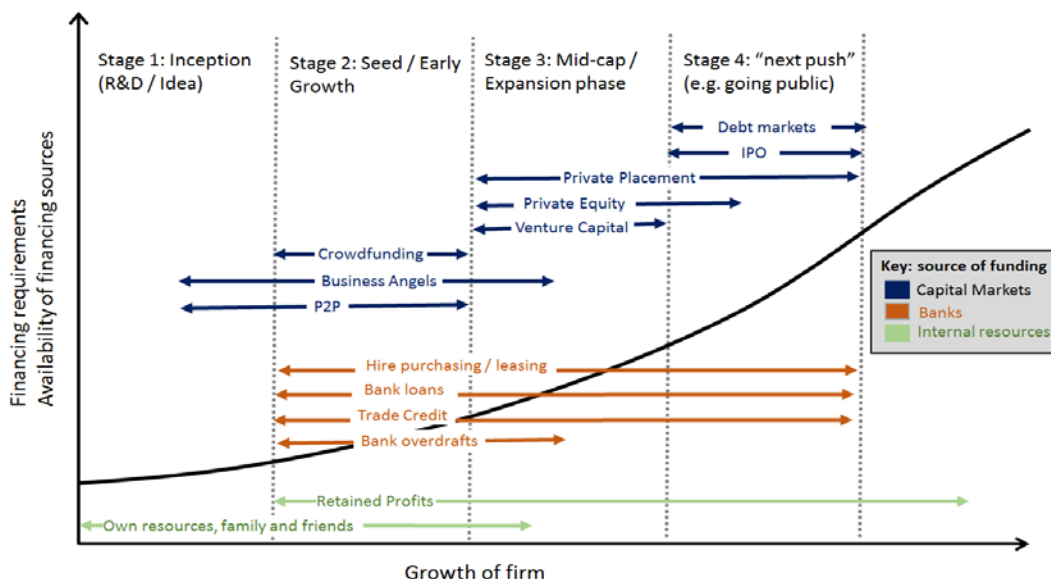 Stage 1: Inception
(R&D / Idea)
Stage 2: Seed / Early
Growth
Stage 3: Mid-cap /
Expansion phase
Stage 4: “next push”
(e.g. going public)
Debt markets
IPO
Private Placement
Private Equity
Venture Capital
Crowdfunding
Business Angels
P2P
Hire purchasing / leasing
Bank loans
Trade Credit
Bank overdrafts
Retained Profits
Own resources, family and friends
Key: source of funding
Capital Markets
Banks
Internal resources
Financing requirements
Availability of financing sources
Growth of firm